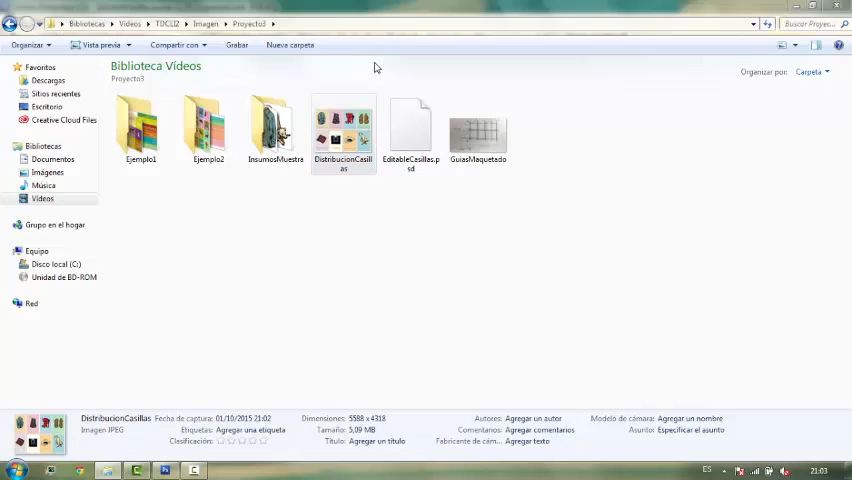 Bibliotecas ▸ Vídeos ▸ TDCLI2 ▸ Imagen ▸ Proyecto3 ▸
Buscar Proyec...
Organizar ▾ Vista previa ▾ Compartir con ▾ Grabar Nueva carpeta
Favoritos
Descargas
Sitios recientes
Escritorio
Creative Cloud Files
Bibliotecas
Documentos
Imágenes
Música
Vídeos
Grupo en el hogar
Equipo
Disco local (C:)
Unidad de BD-ROM
Red
Biblioteca Vídeos
Proyecto3
Organizar por: Carpeta ▾
Ejemplo1
Ejemplo2
InsumosMuestra
DistribucionCasill
as
EditableCasillas.p
sd
GuiasMaquetado
DistribucionCasillas Fecha de captura: 01/10/2015 21:02 Dimensiones: 5588 x 4318 Autores: Agregar un autor Modelo de cámara: Agregar un nombre
Imagen JPEG Etiquetas: Agregar una etiqueta Tamaño: 5,09 MB Comentarios: Agregar comentarios Asunto: Especificar el asunto
Clasificación: ☆☆☆☆☆ Título: Agregar un título Fabricante de cám... Agregar texto
ES 21:03